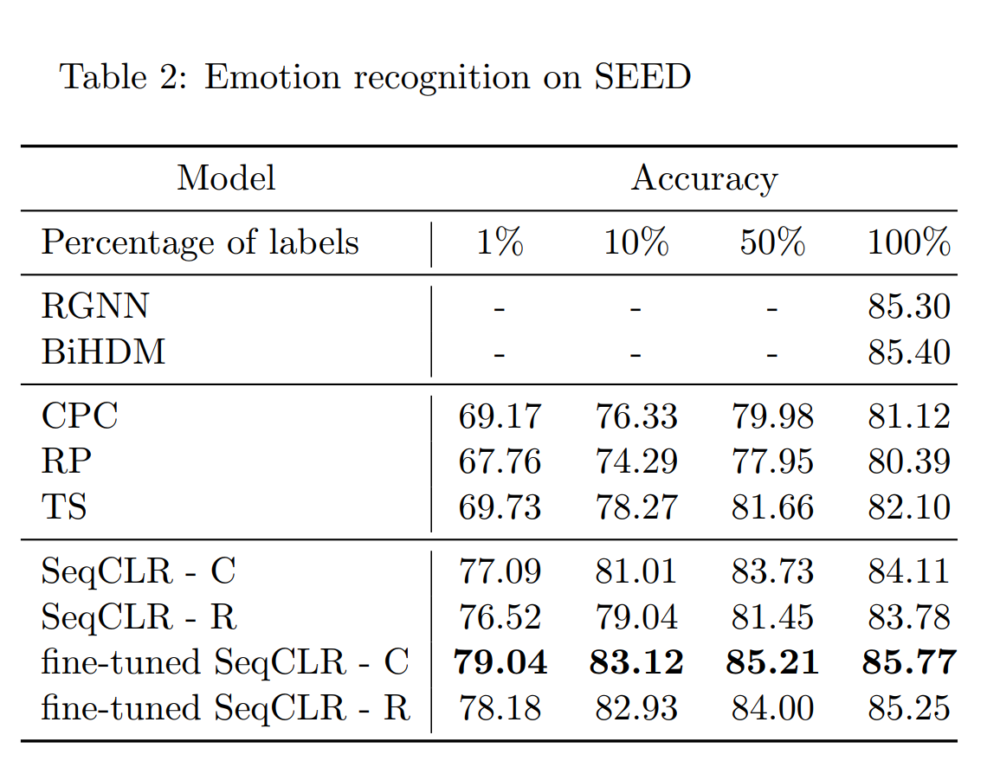 Table 2: Emotion recognition on SEED
Model Accuracy
Percentage of labels 1% 10% 50% 100%
RGNN - - - 85.30
BiHDM - - - 85.40
CPC 69.17 76.33 79.98 81.12
RP 67.76 74.29 77.95 80.39
TS 69.73 78.27 81.66 82.10
SeqCLR - C 77.09 81.01 83.73 84.11
SeqCLR - R 76.52 79.04 81.45 83.78
fine-tuned SeqCLR - C 79.04 83.12 85.21 85.77
fine-tuned SeqCLR - R 78.18 82.93 84.00 85.25